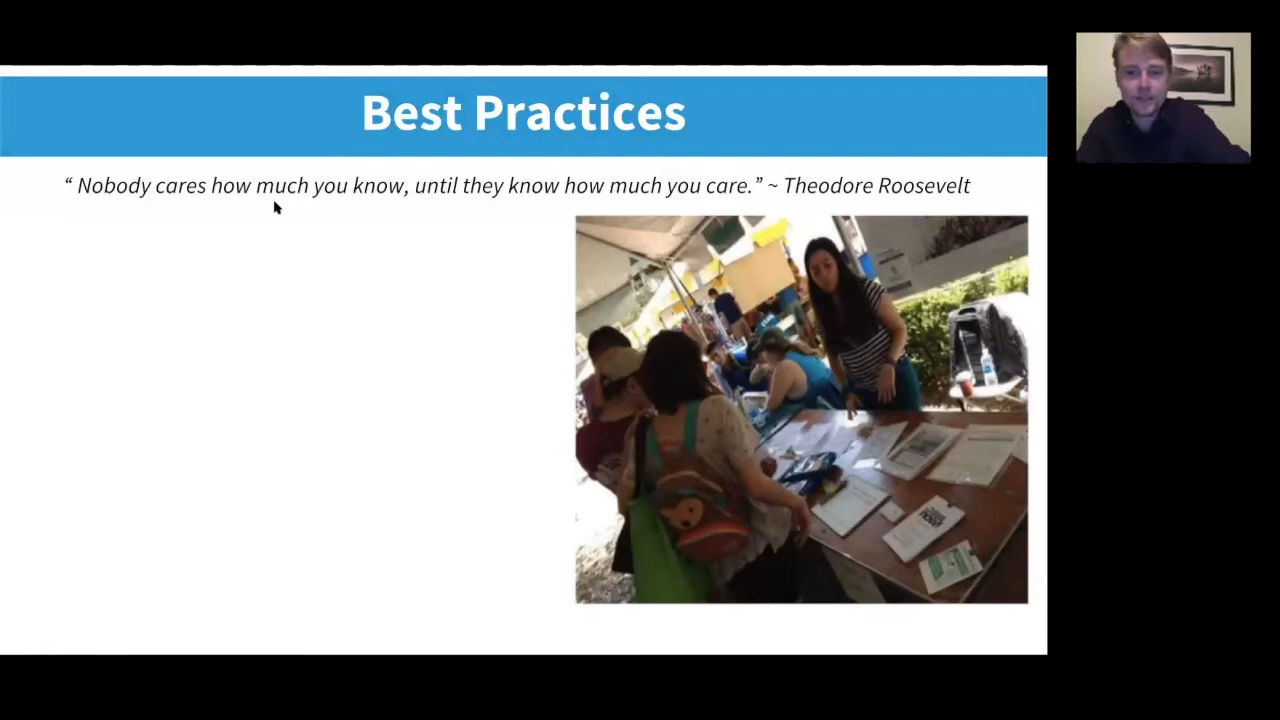 Best Practices
“ Nobody cares how much you know, until they know how much you care.” ~ Theodore Roosevelt